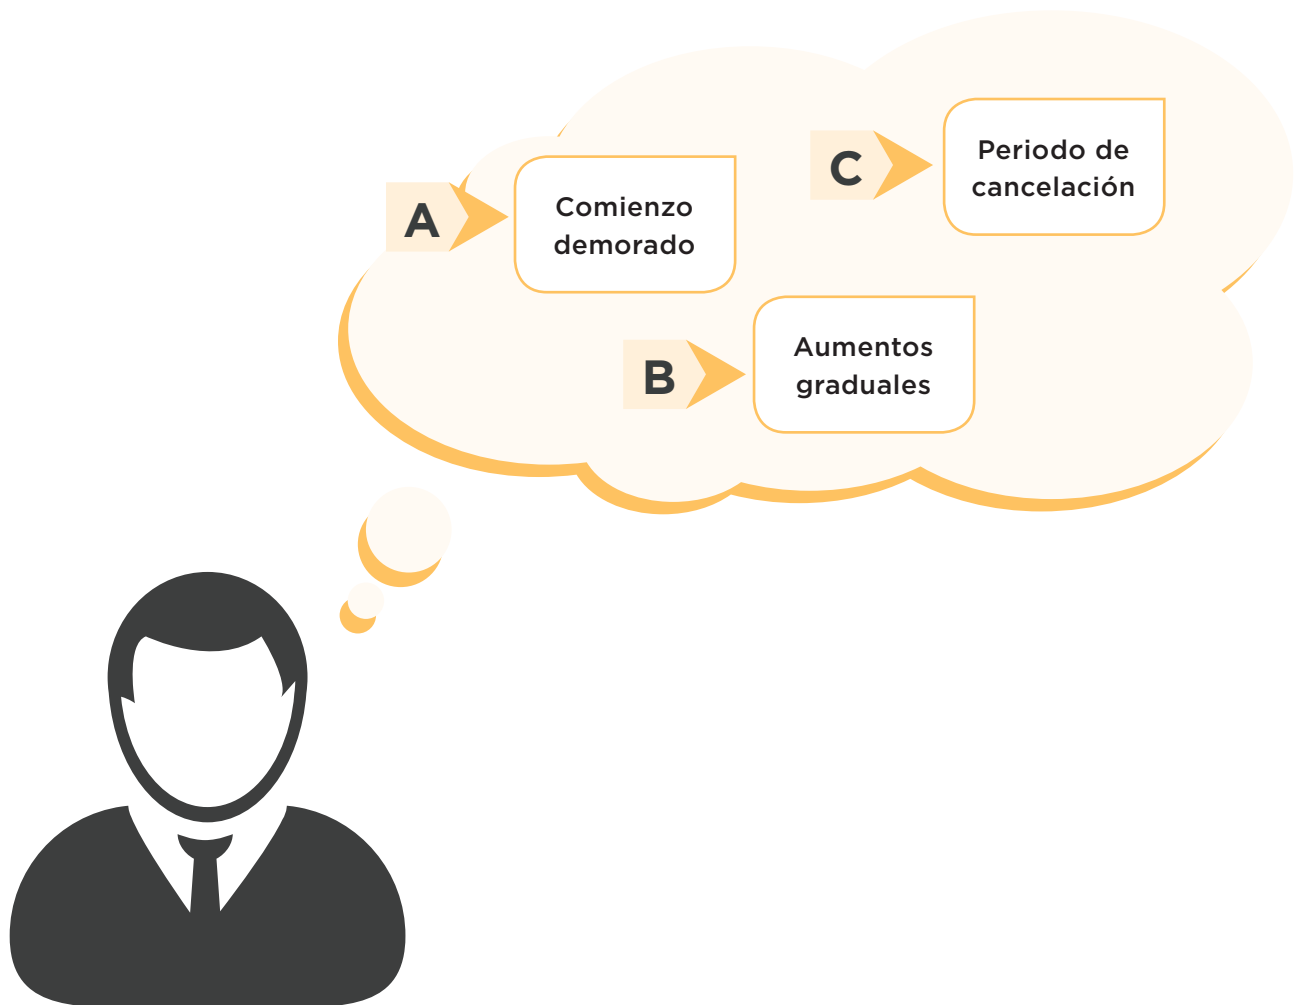 A
Comienzo
demorado
B
Aumentos
graduales
C
Periodo de
cancelación